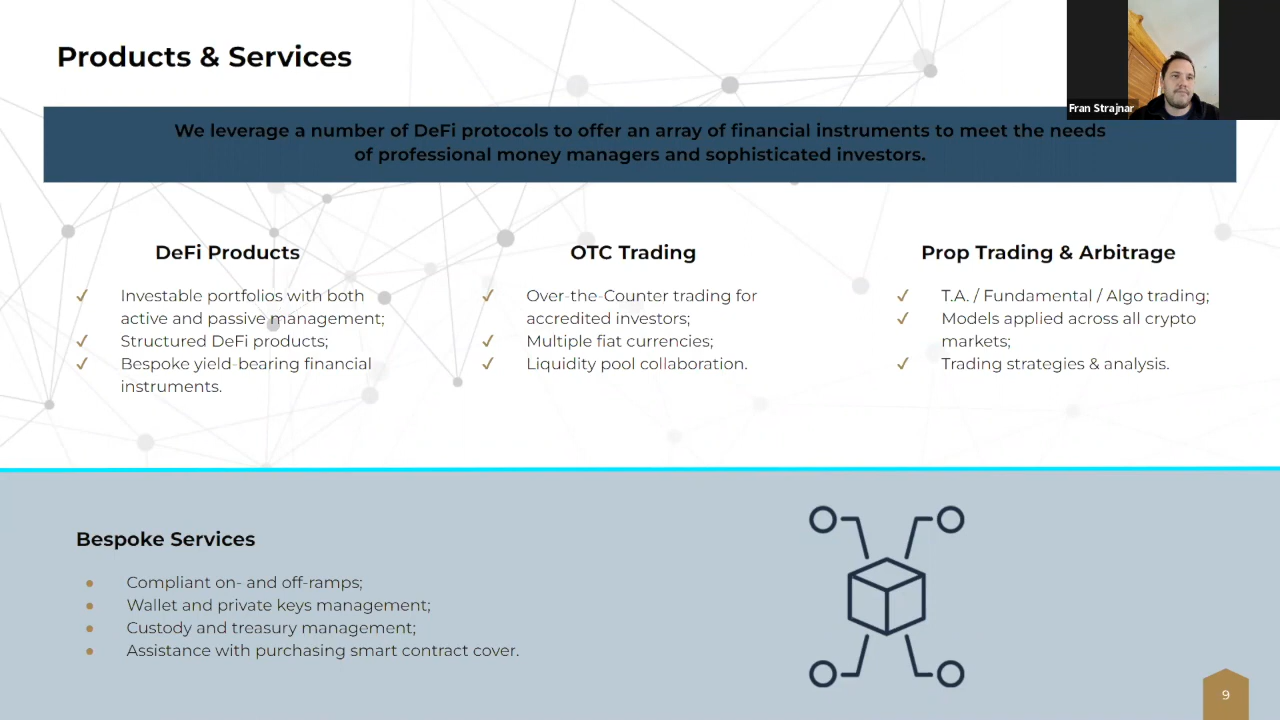 Products & Services
Fran Strajnar
We leverage a number of DeFi protocols to offer an array of financial instruments to meet the needs
of professional money managers and sophisticated investors.
DeFi Products
✓ Investable portfolios with both
active and passive management;
✓ Structured DeFi products;
✓ Bespoke yield-bearing financial
instruments.
OTC Trading
✓ Over-the-Counter trading for
accredited investors;
✓ Multiple fiat currencies;
✓ Liquidity pool collaboration.
Prop Trading & Arbitrage
✓ T.A. / Fundamental / Algo trading;
✓ Models applied across all crypto
markets;
✓ Trading strategies & analysis.
Bespoke Services
● Compliant on- and off-ramps;
● Wallet and private keys management;
● Custody and treasury management;
● Assistance with purchasing smart contract cover.
9